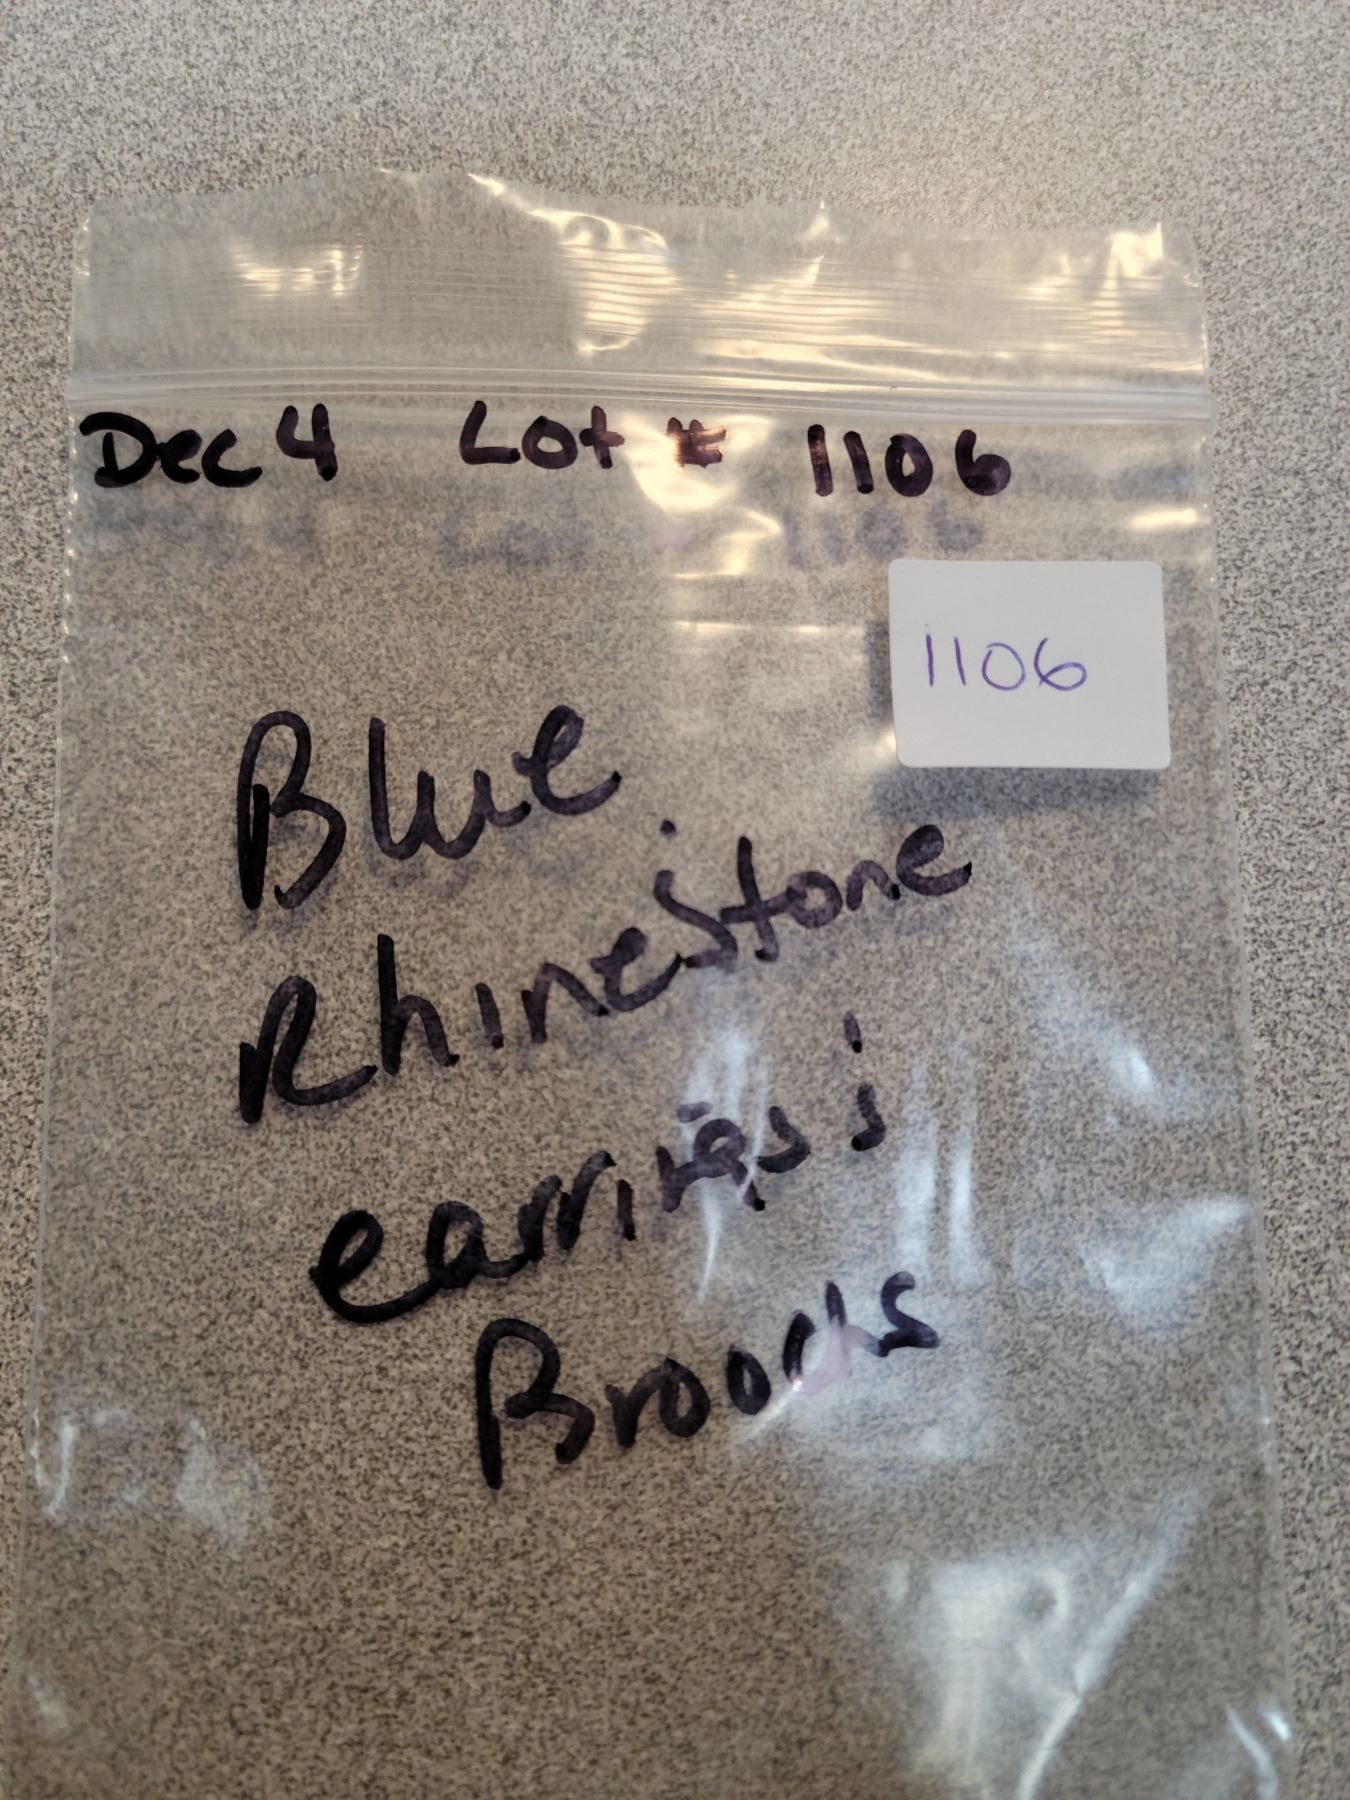 Dec 4 Lot # 1106
1106
Blue
Rhinestone
earrings
Broochs